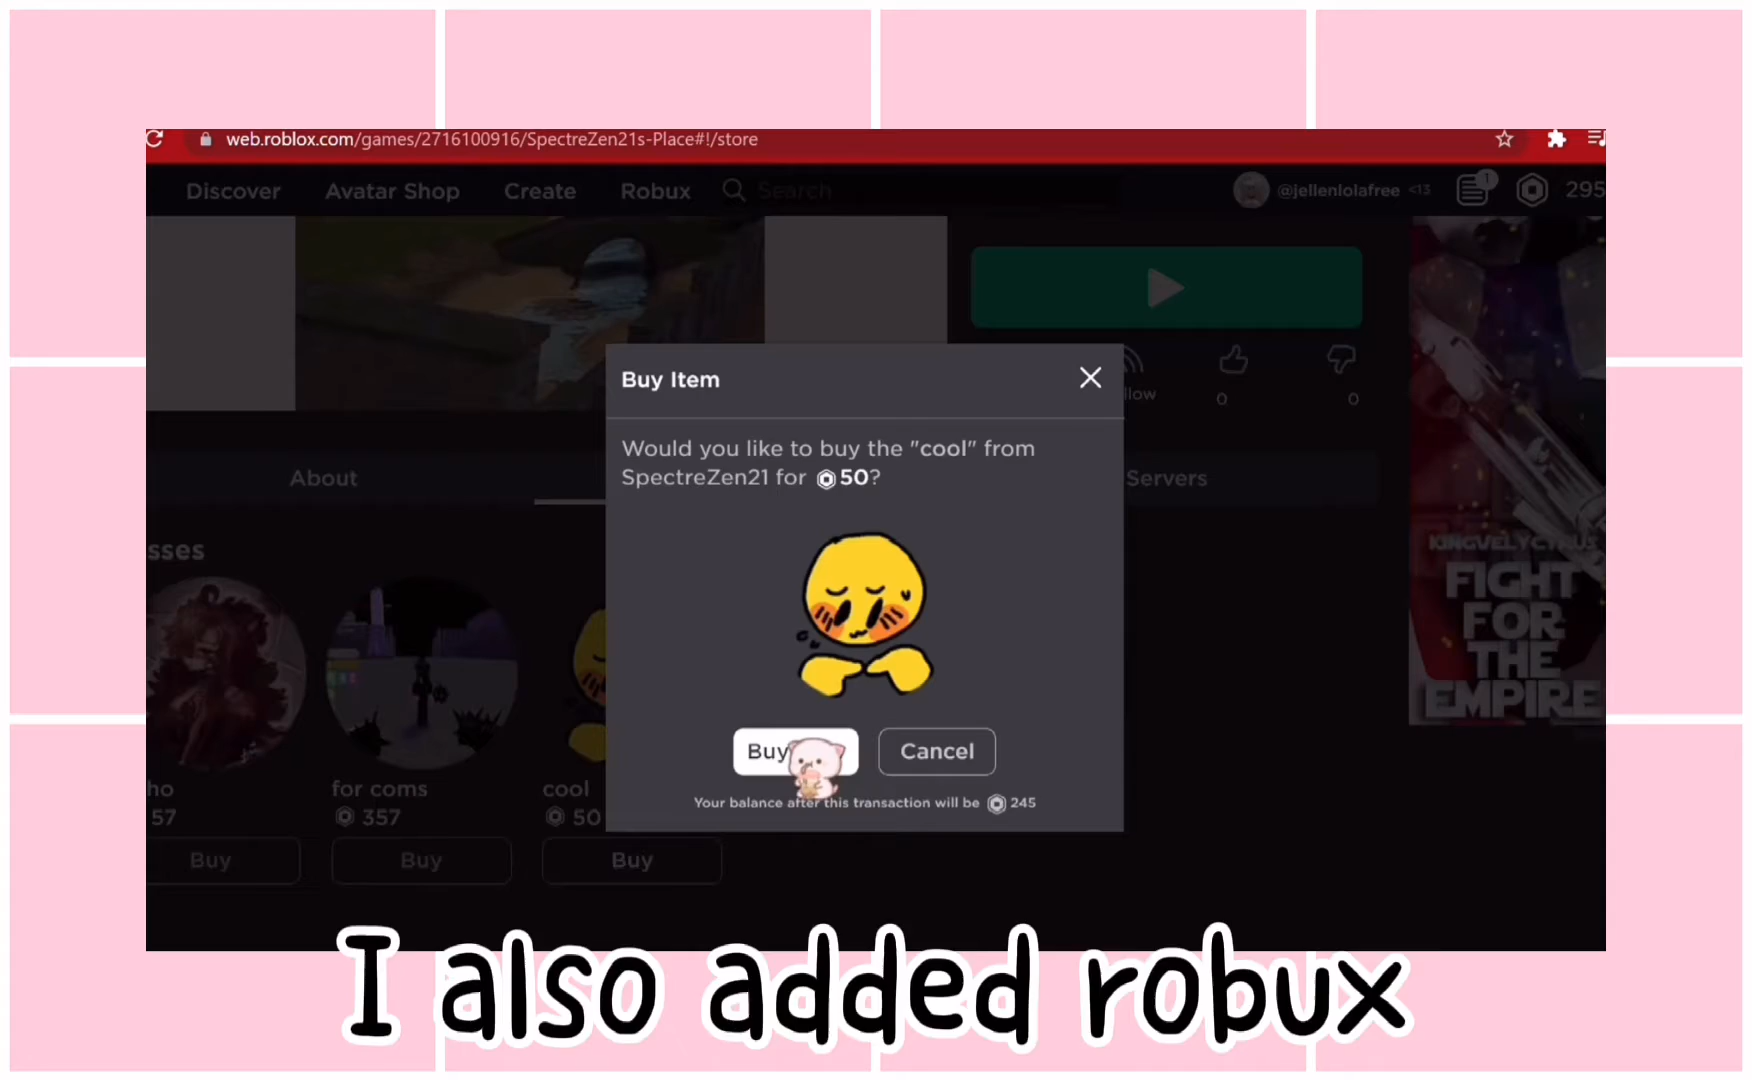 web.roblox.com/games/2716100916/SpectreZen21s-Place#!/store
Discover Avatar Shop Create Robux Search @jellenlolafree <13 1 295
Buy Item
Would you like to buy the "cool" from
SpectreZen21 for 50?
llow 0 0
About Servers
sses
KINGVELYCTRUS
FIGHT
FOR
THE
EMPIRE
Buy Cancel
Your balance after this transaction will be 245
ho for coms cool
57 357 50
Buy Buy Buy
I also added robux